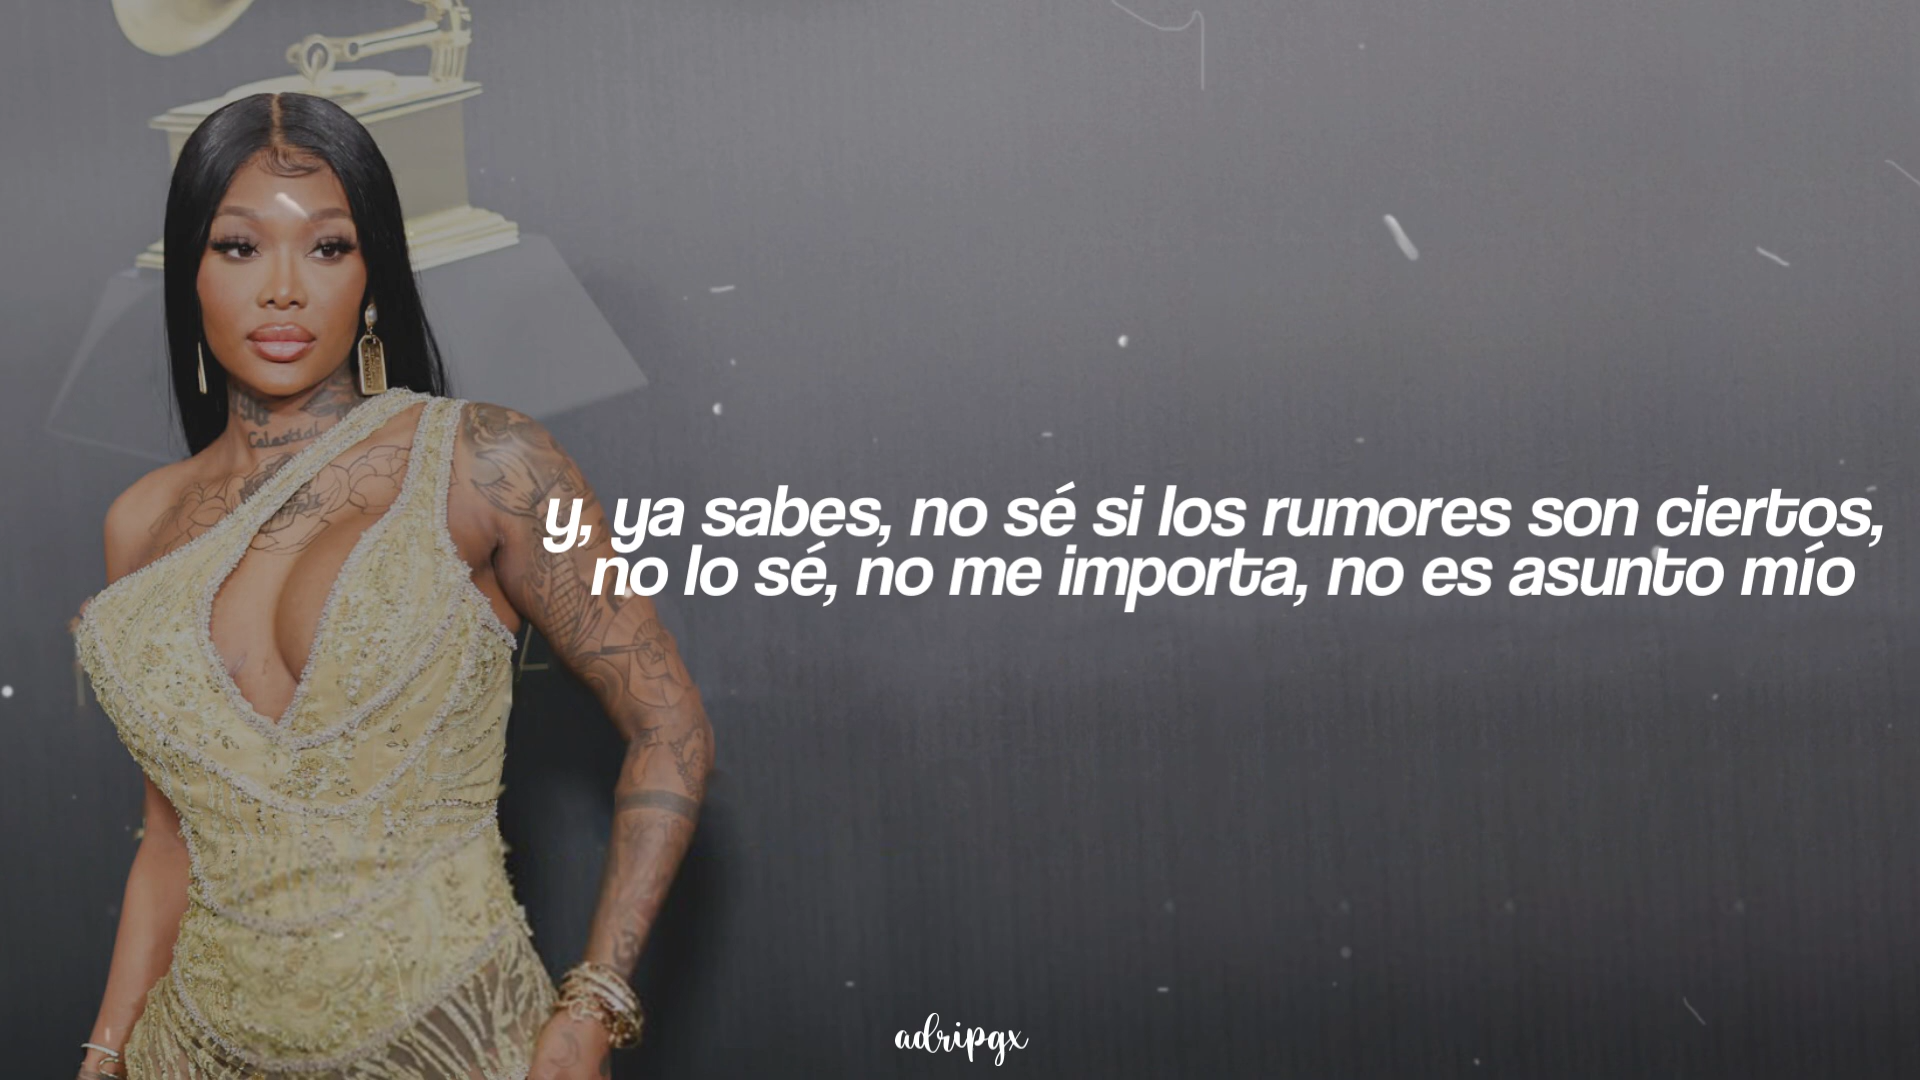 Celestial
y, ya sabes, no sé si los rumores son ciertos,
no lo sé, no me importa, no es asunto mío
adripgx